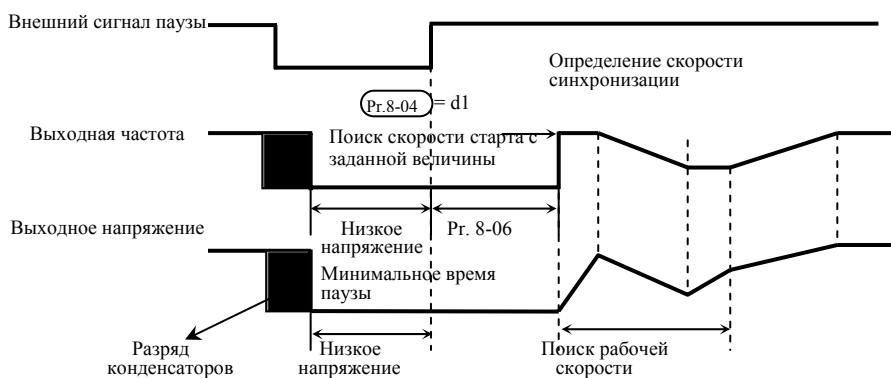 Внешний сигнал паузы
Определение скорости
синхронизации
Pr.8-04 = d1
Выходная частота
Поиск скорости старта с
заданной величины
Выходное напряжение
Низкое
напряжение
Pr. 8-06
Минимальное время
паузы
Разряд
конденсаторов
Низкое
напряжение
Поиск рабочей
скорости